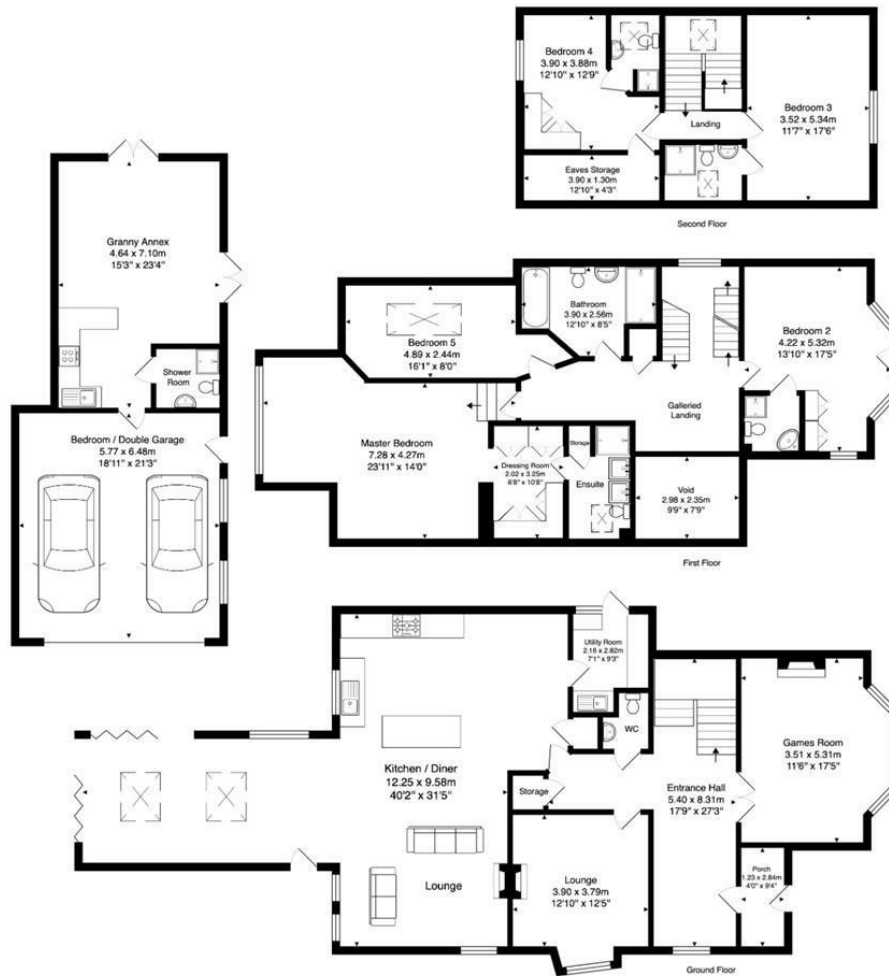 Bedroom 4
3.90 x 3.88m
12'10" x 12'9"
Bedroom 3
3.52 x 5.34m
11'7" x 17'6"
Landing
Eaves Storage
3.90 x 1.30m
12'10" x 4'3"
Second Floor
Granny Annex
4.64 x 7.10m
15'3" x 23'4"
Shower
Room
Bedroom / Double Garage
5.77 x 6.48m
18'11" x 21'3"
Bathroom
3.90 x 2.56m
12'10" x 8'5"
Bedroom 5
4.89 x 2.44m
16'1" x 8'0"
Bedroom 2
4.22 x 5.32m
13'10" x 17'5"
Galleried
Landing
Master Bedroom
7.28 x 4.27m
23'11" x 14'0"
Storage
Dressing Room
2.02 x 3.25m
6'8" x 10'8"
Ensuite
Void
2.98 x 2.35m
9'9" x 7'9"
First Floor
Utility Room
2.16 x 2.82m
7'1" x 9'3"
WC
Games Room
3.51 x 5.31m
11'6" x 17'5"
Kitchen / Diner
12.25 x 9.58m
40'2" x 31'5"
Entrance Hall
5.40 x 8.31m
17'9" x 27'3"
Storage
Lounge
3.90 x 3.79m
12'10" x 12'5"
Lounge
Porch
1.23 x 2.84m
4'0" x 9'4"
Ground Floor